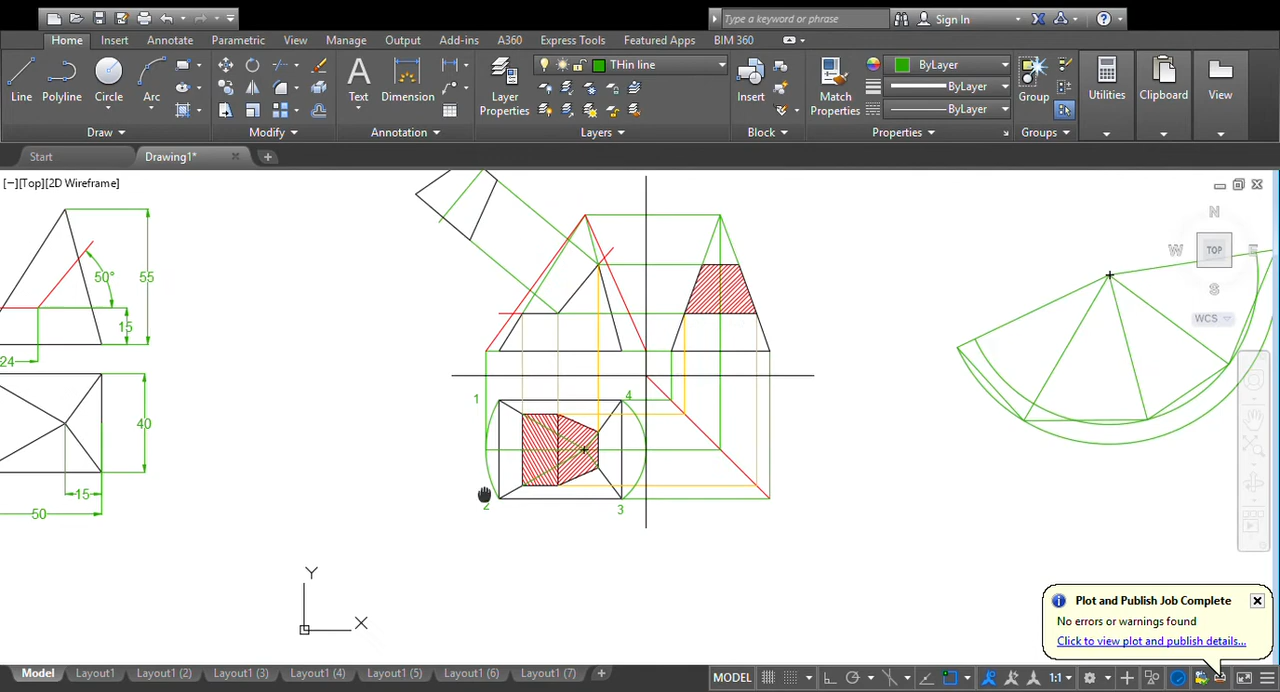 Type a keyword or phrase
Sign In
Home Insert Annotate Parametric View Manage Output Add-ins A360 Express Tools Featured Apps BIM 360
Line Polyline Circle Arc
Text Dimension
Layer Properties
THin line
Insert
Match Properties
ByLayer
ByLayer
ByLayer
Group
Utilities
Clipboard
View
Draw Modify Annotation Layers Block Properties Groups
Start Drawing1*
[−][Top][2D Wireframe]
N
W TOP E
S
WCS
50°
55
15
24
40
15
50
1
4
2
3
Y
X
Plot and Publish Job Complete
No errors or warnings found
Click to view plot and publish details...
Model Layout1 Layout1 (2) Layout1 (3) Layout1 (4) Layout1 (5) Layout1 (6) Layout1 (7)
MODEL
1:1